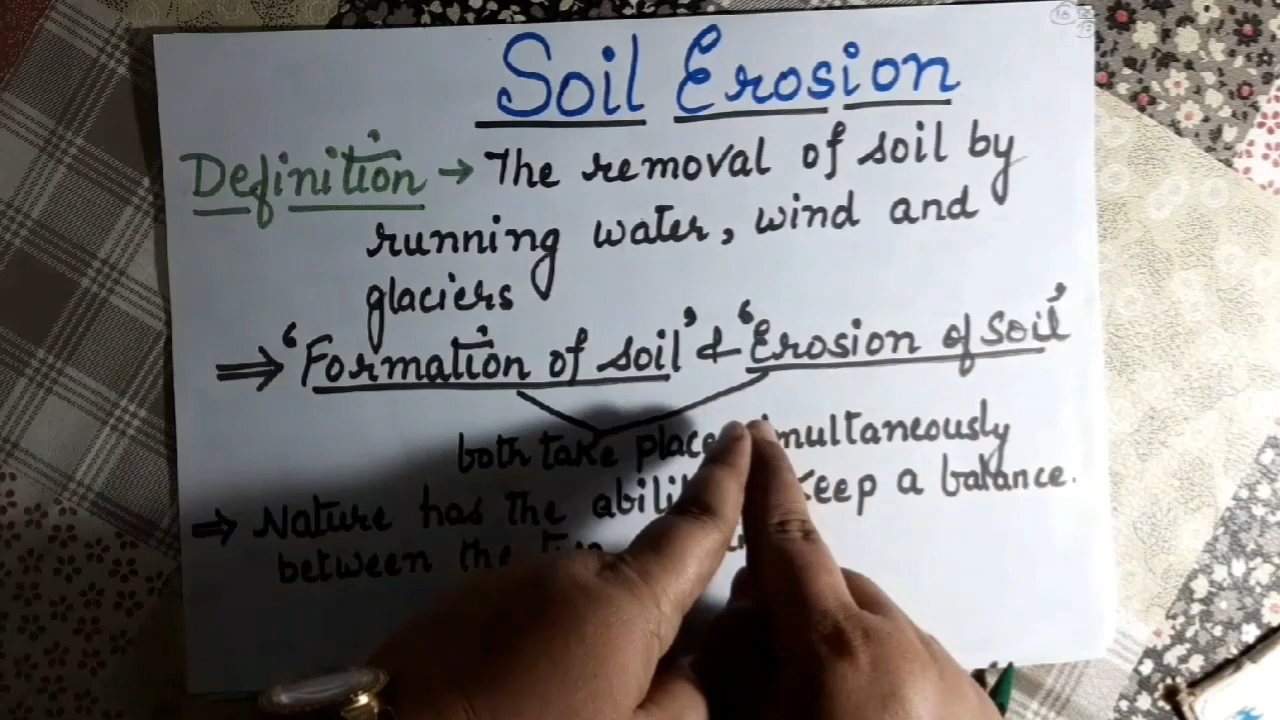 Soil Erosion
Definition → The removal of soil by
running water, wind and
glaciers
⇒ 'Formation of soil' & 'Erosion of Soil'
both take place simultaneously
⇒ Nature has the keep a balance.
between the